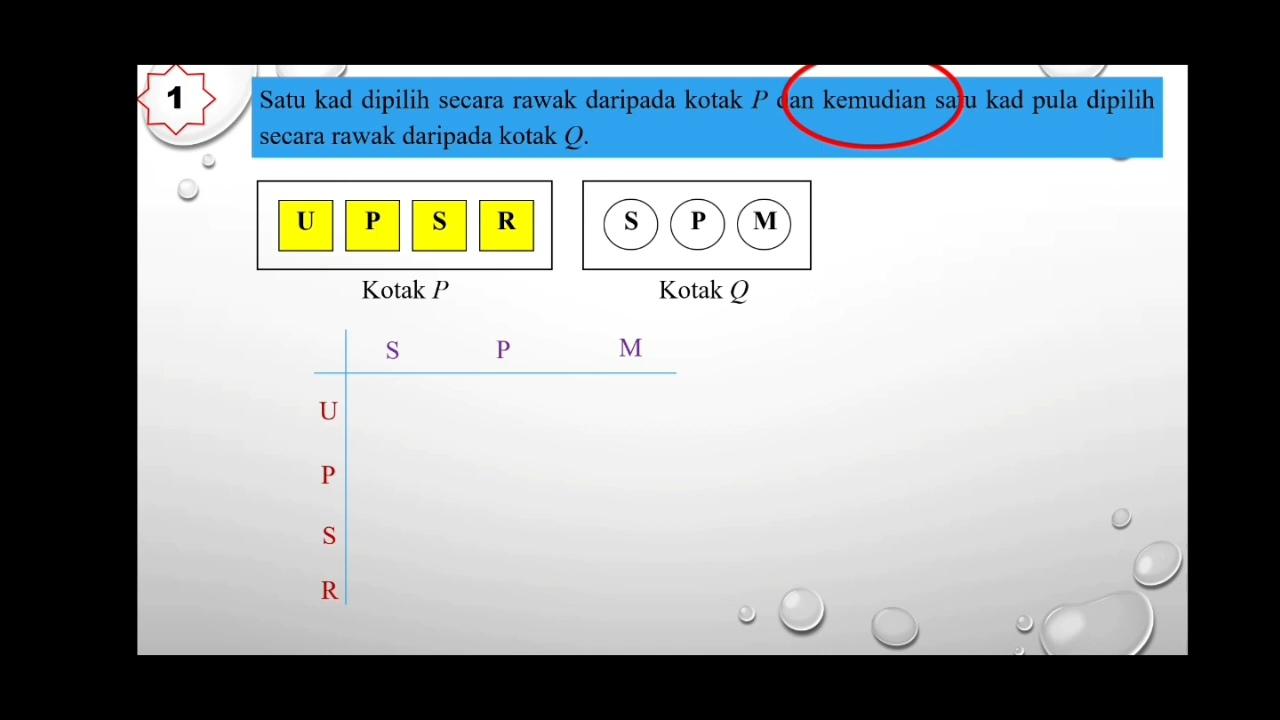 1
Satu kad dipilih secara rawak daripada kotak P dan kemudian satu kad pula dipilih
secara rawak daripada kotak Q.
U P S R
S P M
Kotak P
Kotak Q
S P M
U
P
S
R